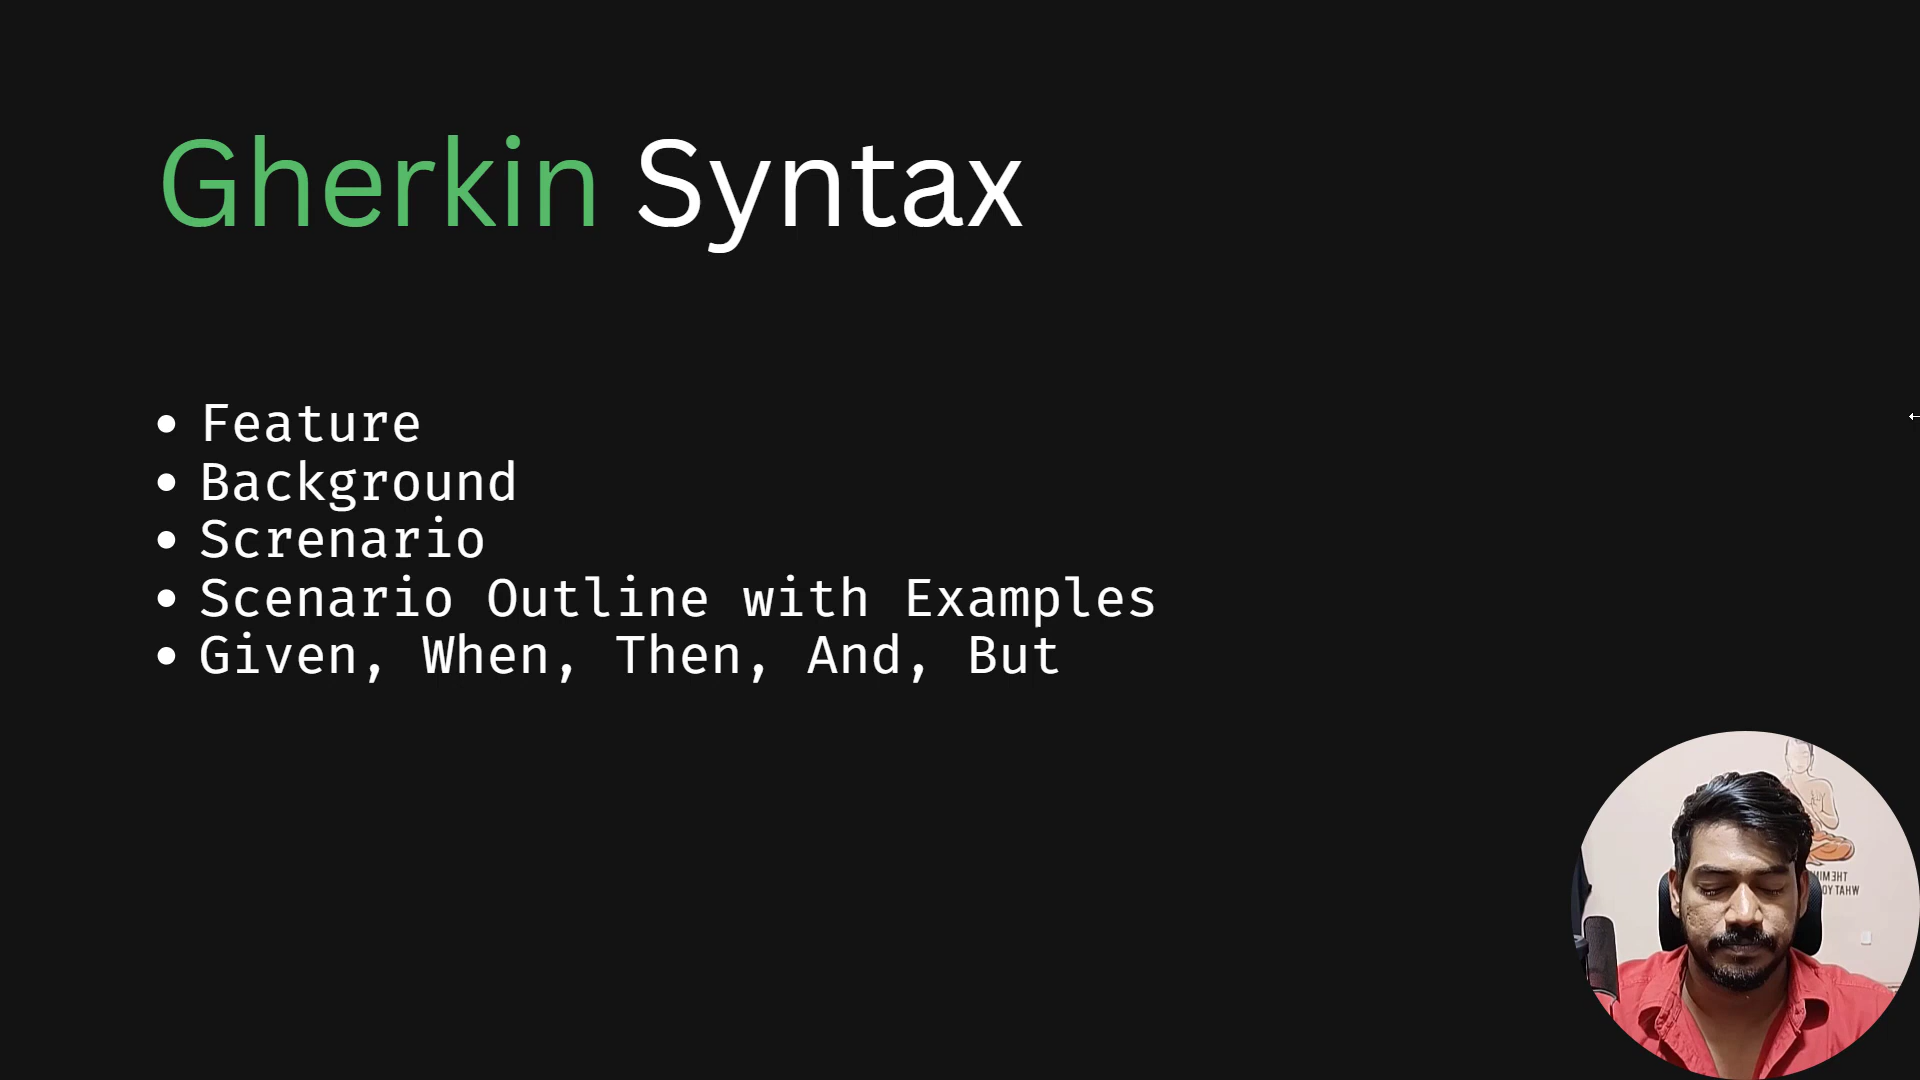 Gherkin Syntax
• Feature
• Background
• Screnario
• Scenario Outline with Examples
• Given, When, Then, And, But